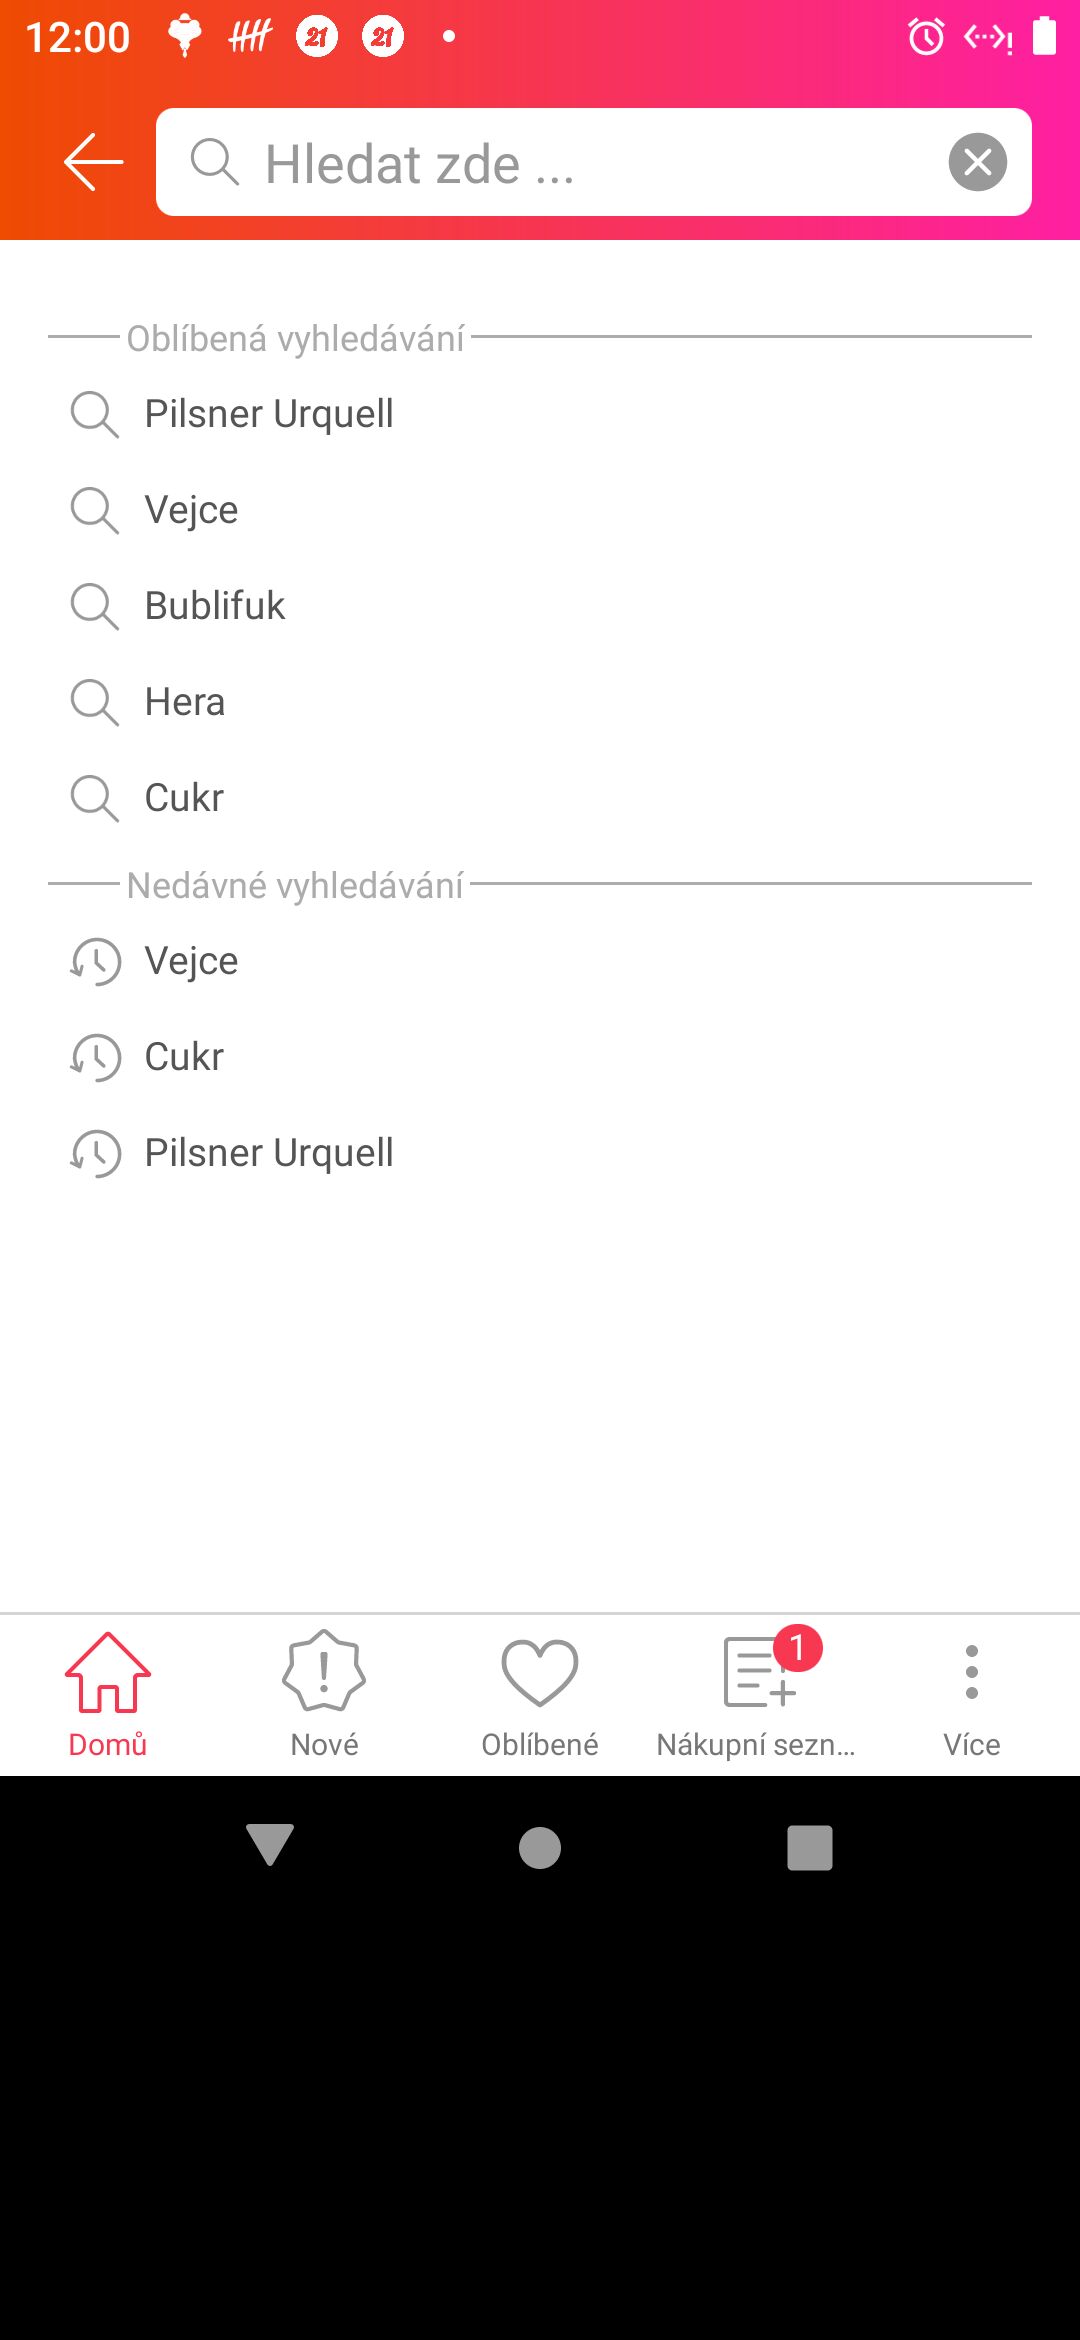 12:00
21 21
Hledat zde ...
Oblíbená vyhledávání
Pilsner Urquell
Vejce
Bublifuk
Hera
Cukr
Nedávné vyhledávání
Vejce
Cukr
Pilsner Urquell
1
Domů Nové Oblíbené Nákupní sezn... Více